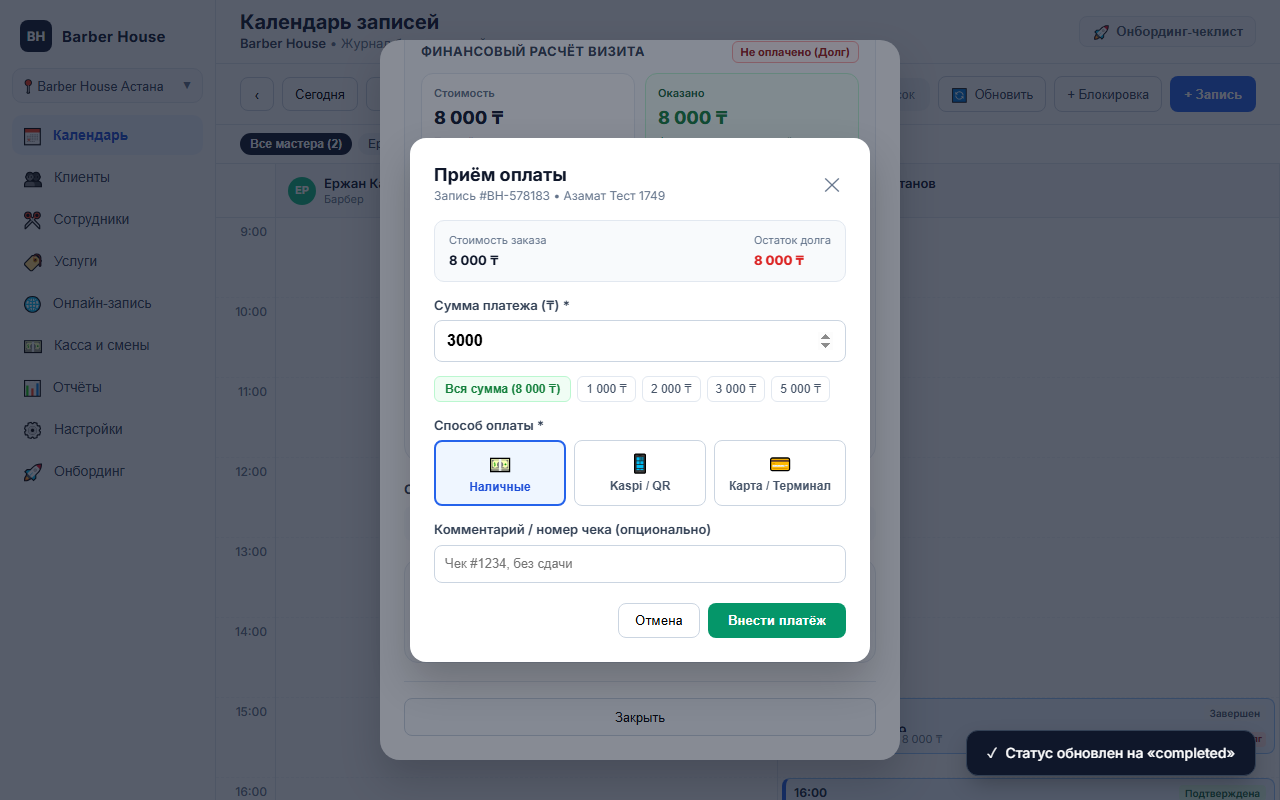 BH Barber House
Barber House Астана ▼
Календарь
Клиенты
Сотрудники
Услуги
Онлайн-запись
Касса и смены
Отчёты
Настройки
Онбординг
Календарь записей
Barber House • Журнал
Онбординг-чеклист
‹ Сегодня
Обновить
+ Блокировка
+ Запись
Все мастера (2)
ЕР
Барбер
9:00
10:00
11:00
12:00
13:00
14:00
15:00
16:00
ФИНАНСОВЫЙ РАСЧЁТ ВИЗИТА
Не оплачено (Долг)
Стоимость
8 000 ₸
Оказано
8 000 ₸
Приём оплаты
Запись #BH-578183 • Азамат Тест 1749
Стоимость заказа
8 000 ₸
Остаток долга
8 000 ₸
Сумма платежа (₸) *
3000
Вся сумма (8 000 ₸) 1 000 ₸ 2 000 ₸ 3 000 ₸ 5 000 ₸
Способ оплаты *
Наличные
Kaspi / QR
Карта / Терминал
Комментарий / номер чека (опционально)
Чек #1234, без сдачи
Отмена
Внести платёж
Закрыть
Завершен
8 000 ₸
16:00
Подтверждена
✓ Статус обновлен на «completed»